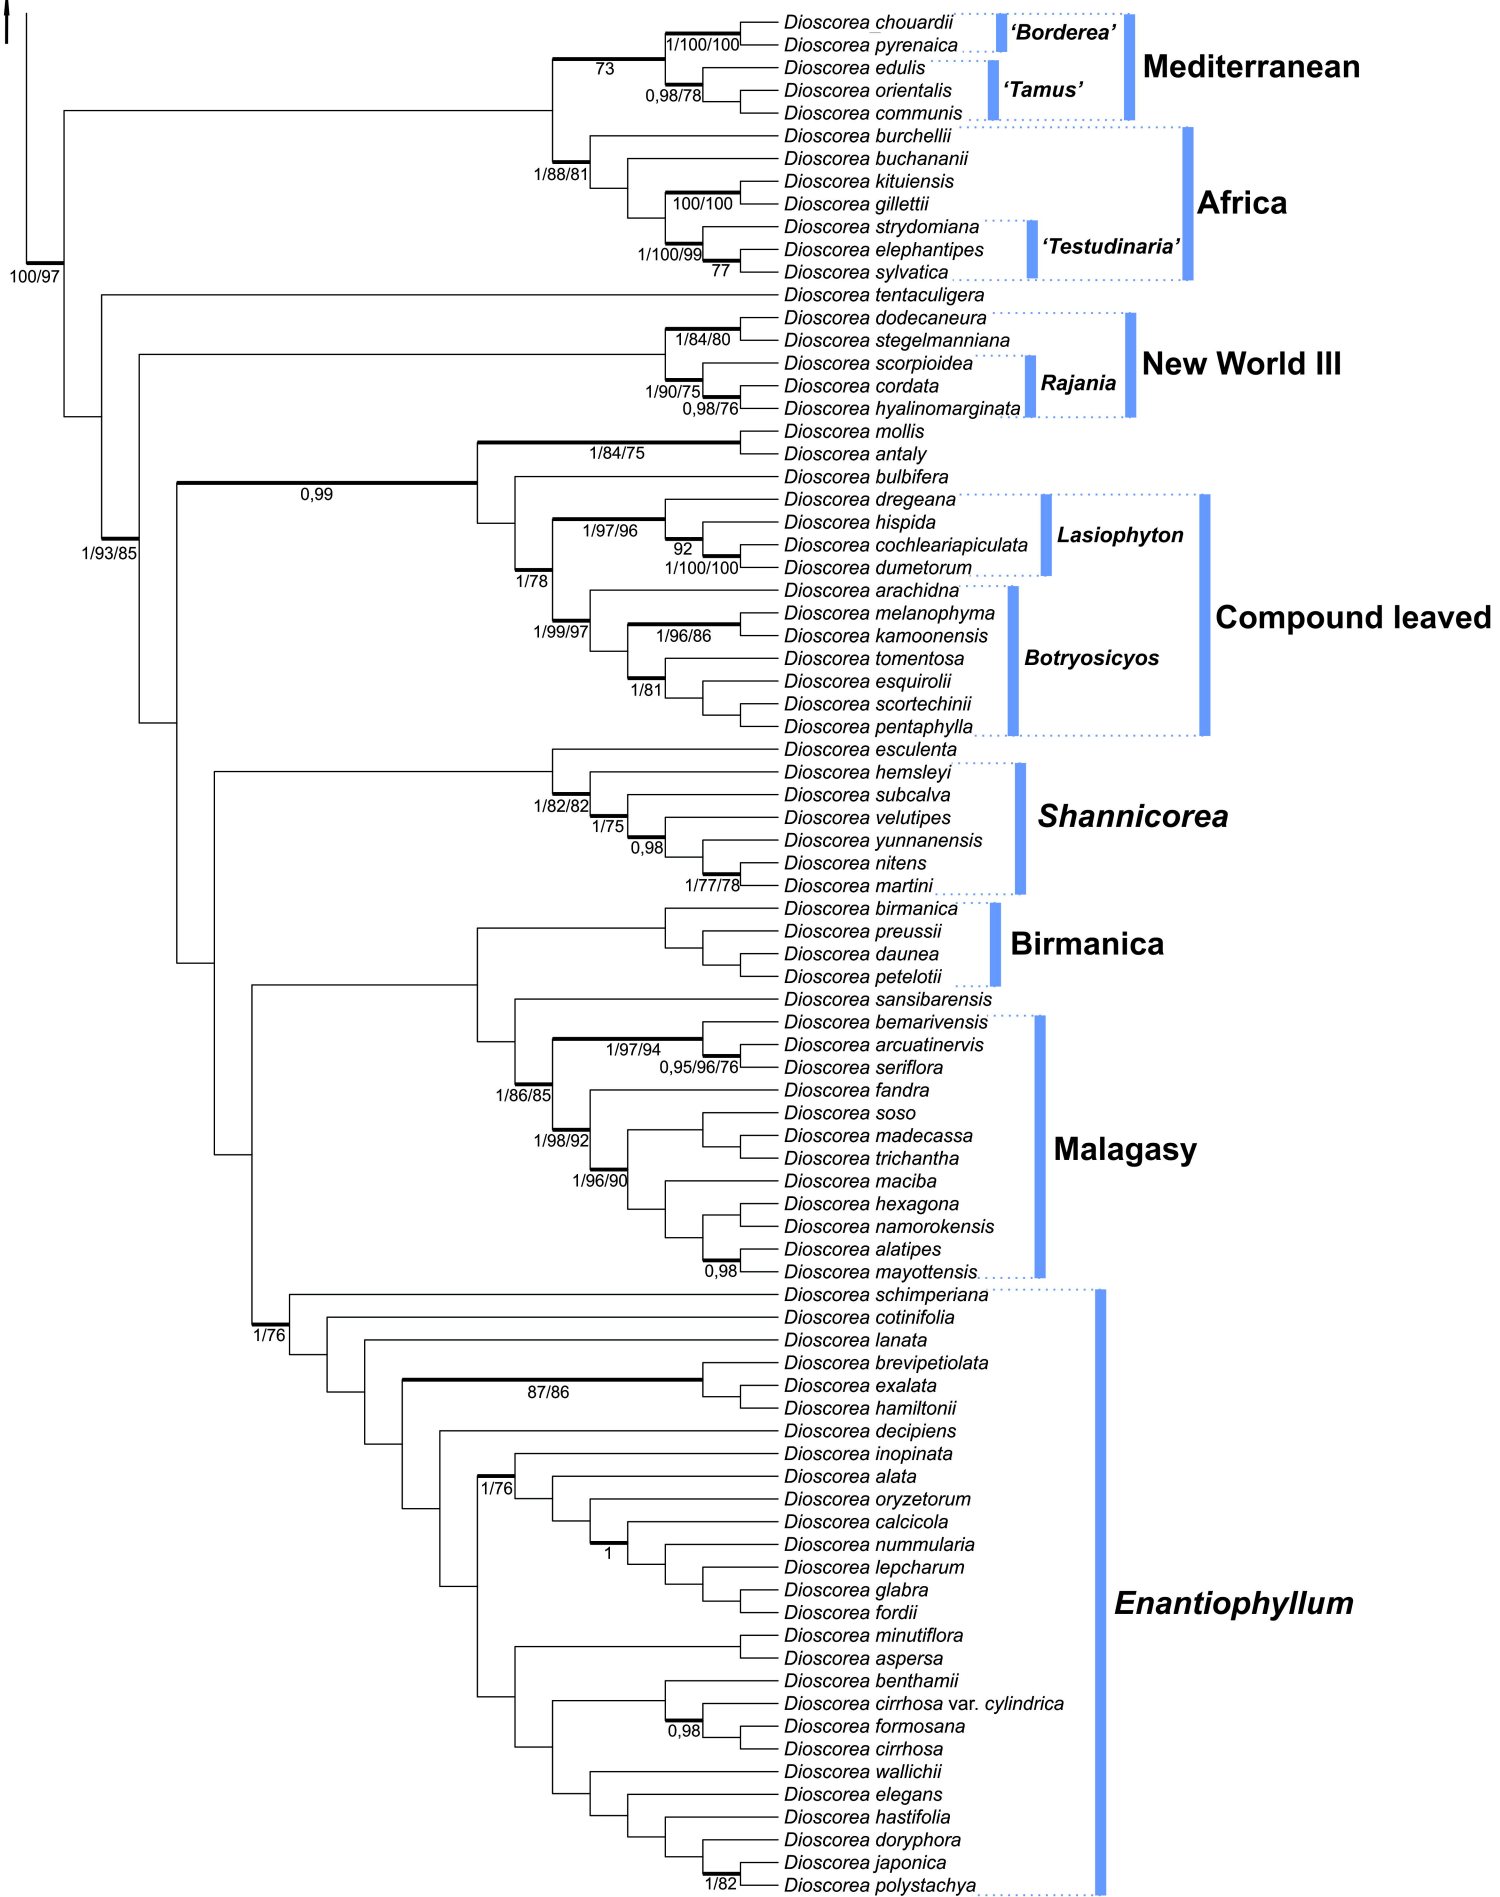 Dioscorea chouardii
1/100/100
‘Borderea’
Dioscorea pyrenaica
73
Dioscorea edulis
Mediterranean
0,98/78
Dioscorea orientalis
‘Tamus’
Dioscorea communis
Dioscorea burchellii
Dioscorea buchananii
1/88/81
Dioscorea kituiensis
100/100
Dioscorea gillettii
Africa
Dioscorea strydomiana
1/100/99
Dioscorea elephantipes
‘Testudinaria’
77
Dioscorea sylvatica
100/97
Dioscorea tentaculigera
Dioscorea dodecaneura
1/84/80
Dioscorea stegelmanniana
Dioscorea scorpioidea
New World III
1/90/75
Dioscorea cordata
Rajania
0,98/76
Dioscorea hyalinomarginata
Dioscorea mollis
1/84/75
Dioscorea antaly
Dioscorea bulbifera
0,99
Dioscorea dregeana
1/97/96
Dioscorea hispida
Lasiophyton
92
Dioscorea cochleariapiculata
1/93/85
1/100/100
Dioscorea dumetorum
1/78
Dioscorea arachidna
Dioscorea melanophyma
Compound leaved
1/99/97
1/96/86
Dioscorea kamoonensis
Dioscorea tomentosa
Botryosicyos
Dioscorea esquirolii
1/81
Dioscorea scortechinii
Dioscorea pentaphylla
Dioscorea esculenta
Dioscorea hemsleyi
Dioscorea subcalva
1/82/82
Dioscorea velutipes
Shannicorea
1/75
Dioscorea yunnanensis
0,98
Dioscorea nitens
1/77/78
Dioscorea martini
Dioscorea birmanica
Dioscorea preussii
Birmanica
Dioscorea daunea
Dioscorea petelotii
Dioscorea sansibarensis
Dioscorea bemarivensis
Dioscorea arcuatinervis
1/97/94
0,95/96/76
Dioscorea seriflora
1/86/85
Dioscorea fandra
Dioscorea soso
Dioscorea madecassa
1/98/92
Malagasy
Dioscorea trichantha
1/96/90
Dioscorea maciba
Dioscorea hexagona
Dioscorea namorokensis
Dioscorea alatipes
0,98
Dioscorea mayottensis
Dioscorea schimperiana
Dioscorea cotinifolia
1/76
Dioscorea lanata
Dioscorea brevipetiolata
Dioscorea exalata
87/86
Dioscorea hamiltonii
Dioscorea decipiens
Dioscorea inopinata
Dioscorea alata
1/76
Dioscorea oryzetorum
Dioscorea calcicola
Dioscorea nummularia
1
Dioscorea lepcharum
Dioscorea glabra
Enantiophyllum
Dioscorea fordii
Dioscorea minutiflora
Dioscorea aspersa
Dioscorea benthamii
Dioscorea cirrhosa var. cylindrica
Dioscorea formosana
0,98
Dioscorea cirrhosa
Dioscorea wallichii
Dioscorea elegans
Dioscorea hastifolia
Dioscorea doryphora
Dioscorea japonica
1/82
Dioscorea polystachya